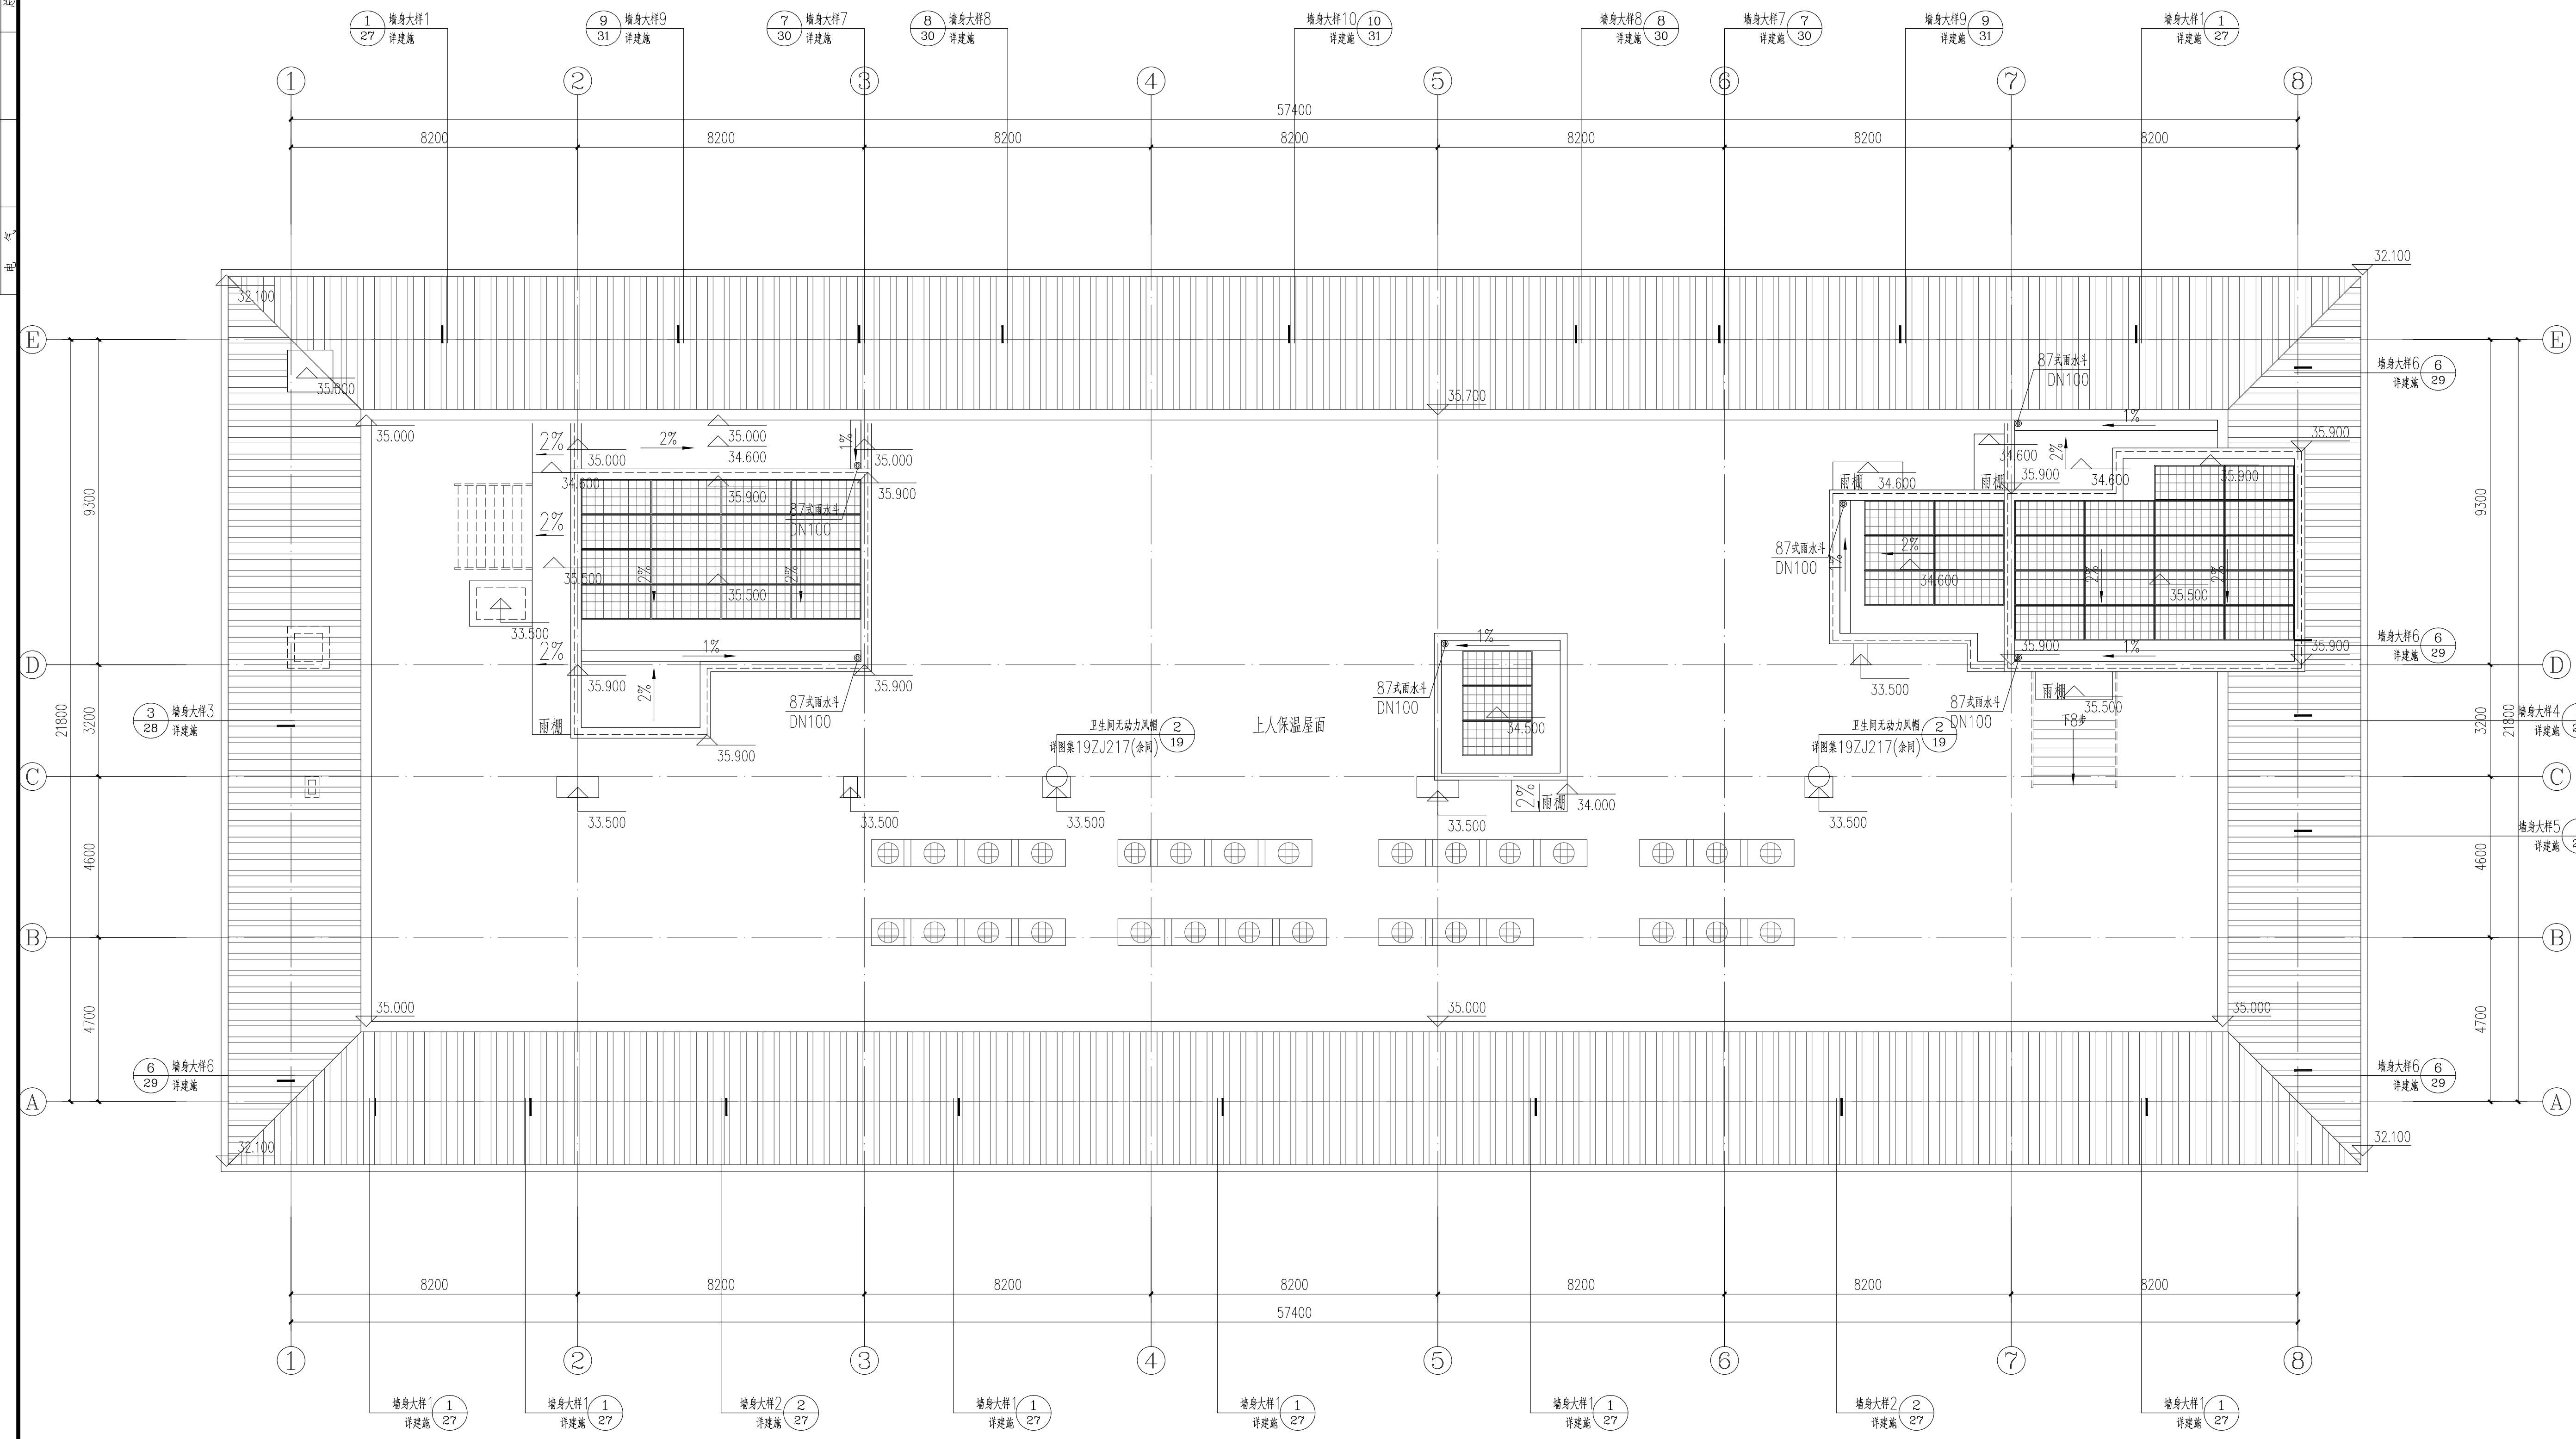 1 墙身大样1
27 详建施
9 墙身大样9
31 详建施
7 墙身大样7
30 详建施
8 墙身大样8
30 详建施
墙身大样10 10
详建施 31
墙身大样8 8
详建施 30
墙身大样7 7
详建施 30
墙身大样9 9
详建施 31
墙身大样1 1
详建施 27
1 2 3 4 5 6 7 8
57400
8200 8200 8200 8200 8200 8200 8200
电 气
32.100
32.100
E
E
35.000
87式雨水斗
DN100
墙身大样6 6
详建施 29
35.700
35.000
2%
35.000
2%
35.000
34.600
1%
35.000
1%
35.900
34.600
2%
35.900
34.600
35.900
34.600
35.900
35.900
雨棚
34.600
雨棚
9300
9300
2%
87式雨水斗
DN100
87式雨水斗
DN100
1%
2%
34.600
35.500
2%
2%
35.500
2%
2%
35.500
33.500
2%
1%
1%
35.900
1%
35.900
墙身大样6 6
详建施 29
D
D
35.900
2%
35.900
33.500
87式雨水斗
DN100
87式雨水斗
DN100
87式雨水斗
DN100
雨棚
35.500
下8步
3 墙身大样3
28 详建施
21800
3200
雨棚
35.900
卫生间无动力风帽 2
详图集19ZJ217(余同) 19
上人保温屋面
34.500
卫生间无动力风帽 2
详图集19ZJ217(余同) 19
墙身大样4
详建施
3200
21800
C
C
33.500
33.500
33.500
33.500
2%
雨棚
34.000
33.500
墙身大样5
详建施
4600
4600
B
B
35.000
35.000
35.000
4700
4700
6 墙身大样6
29 详建施
墙身大样6 6
详建施 29
A
A
32.100
32.100
8200 8200 8200 8200 8200 8200 8200
57400
1 2 3 4 5 6 7 8
墙身大样1 1
详建施 27
墙身大样1 1
详建施 27
墙身大样2 2
详建施 27
墙身大样1 1
详建施 27
墙身大样1 1
详建施 27
墙身大样1 1
详建施 27
墙身大样2 2
详建施 27
墙身大样1 1
详建施 27